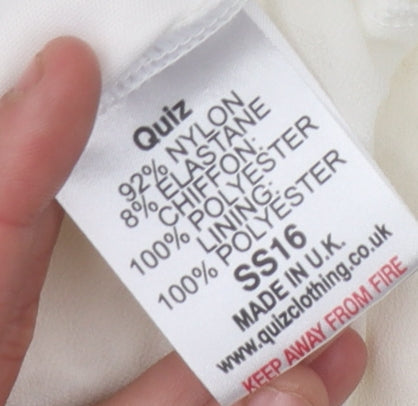 Quiz
92% NYLON
8% ELASTANE
CHIFFON:
100% POLYESTER
LINING:
100% POLYESTER
SS16
MADE IN U.K.
www.quizclothing.co.uk
KEEP AWAY FROM FIRE